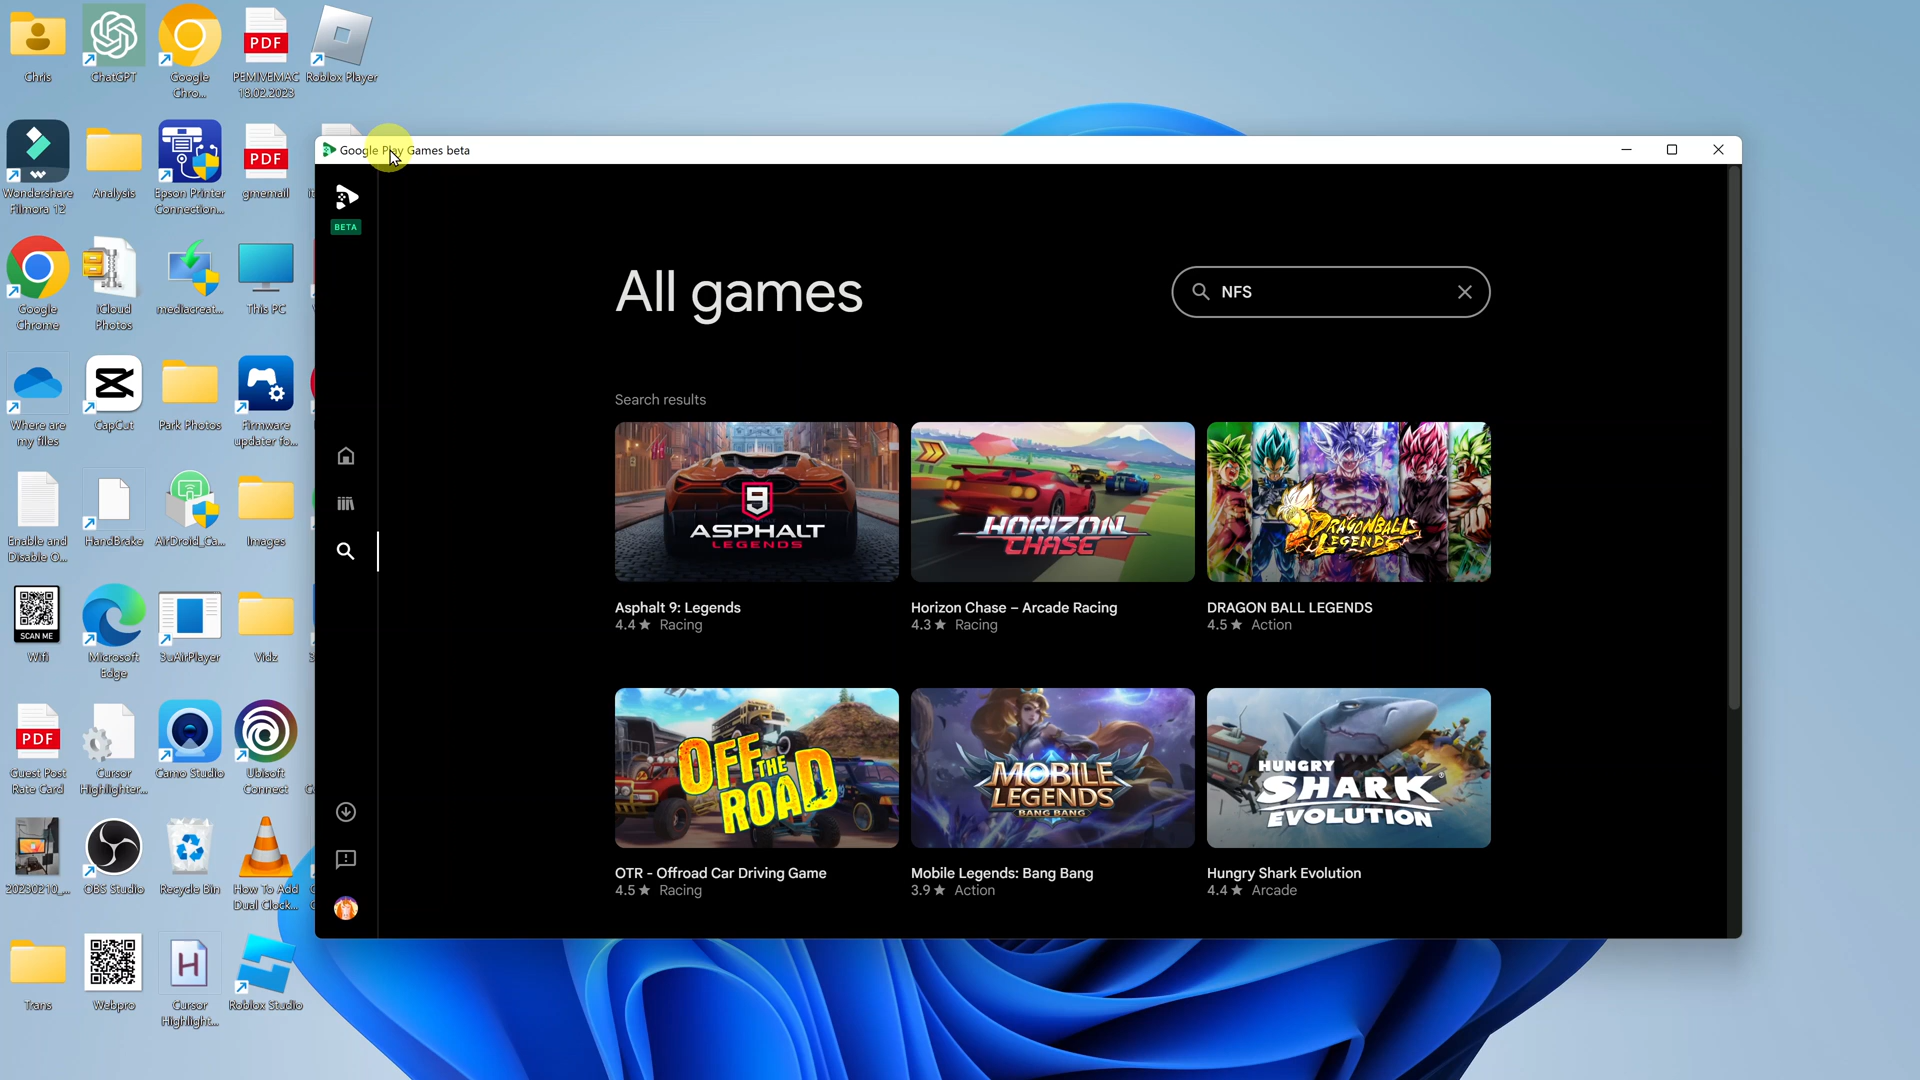 Chris
ChatGPT
Google
Chro...
PDF
PEMIVEMAC
18.02.2023
Roblox Player
Wondershare
Filmora 12
Analysis
Epson Printer
Connection...
PDF
gmemail
Google Play Games beta
BETA
Google
Chrome
iCloud
Photos
mediacreat...
This PC
All games
NFS
Where are
my files
CapCut
Park Photos
Firmware
updater fo...
Search results
9
ASPHALT
LEGENDS
HORIZON
CHASE
DRAGONBALL
LEGENDS
Asphalt 9: Legends
4.4★ Racing
Horizon Chase – Arcade Racing
4.3★ Racing
DRAGON BALL LEGENDS
4.5★ Action
Enable and
Disable O...
HandBrake
AirDroid_Ca...
Images
SCAN ME
Wifi
Microsoft
Edge
3uAirPlayer
Vidz
OFF
THE
ROAD
MOBILE
LEGENDS
BANG BANG
HUNGRY
SHARK
EVOLUTION
OTR - Offroad Car Driving Game
4.5★ Racing
Mobile Legends: Bang Bang
3.9★ Action
Hungry Shark Evolution
4.4★ Arcade
PDF
Guest Post
Rate Card
Cursor
Highlighter...
Camo Studio
Ubisoft
Connect
20230210_...
OBS Studio
Recycle Bin
How To Add
Dual Clock...
Trans
Webpro
H
Cursor
Highlight...
Roblox Studio